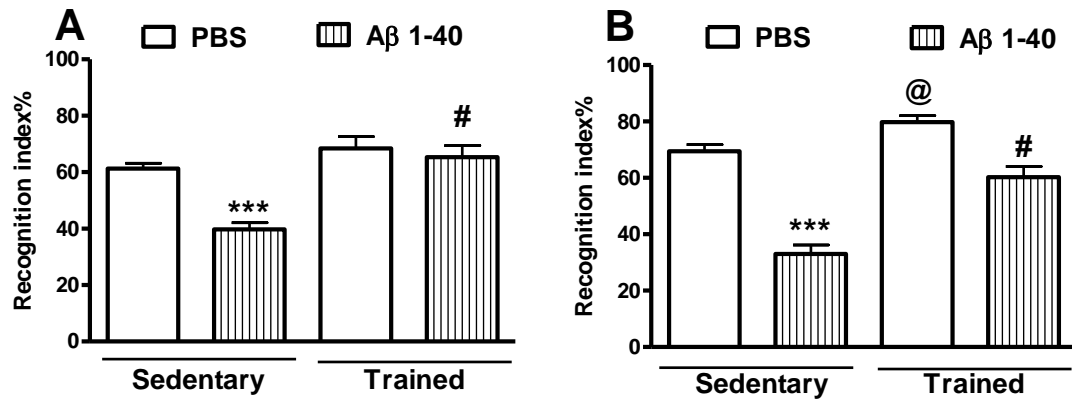 A
PBS
Aβ 1-40
Recognition index%
100
80
60
40
20
0
***
#
Sedentary
Trained
B
PBS
Aβ 1-40
Recognition index%
100
80
60
40
20
0
***
@
#
Sedentary
Trained